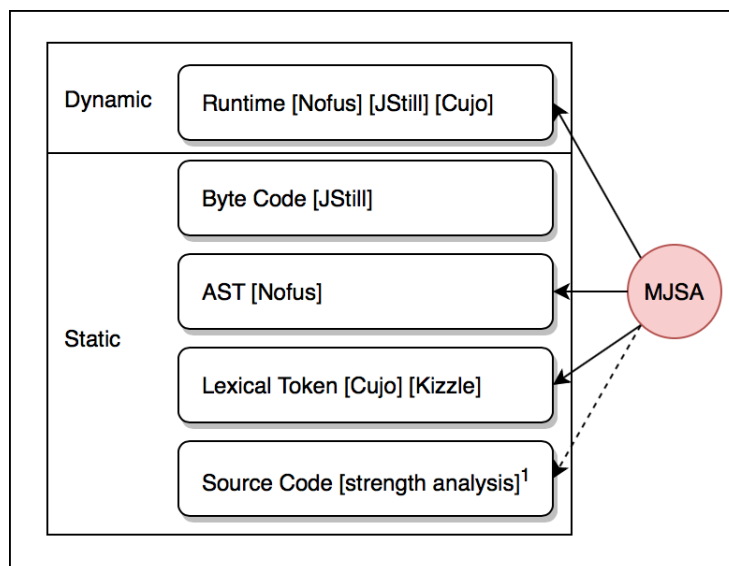 Dynamic
Runtime [Nofus] [JStill] [Cujo]
Byte Code [JStill]
AST [Nofus]
MJSA
Static
Lexical Token [Cujo] [Kizzle]
Source Code [strength analysis]¹